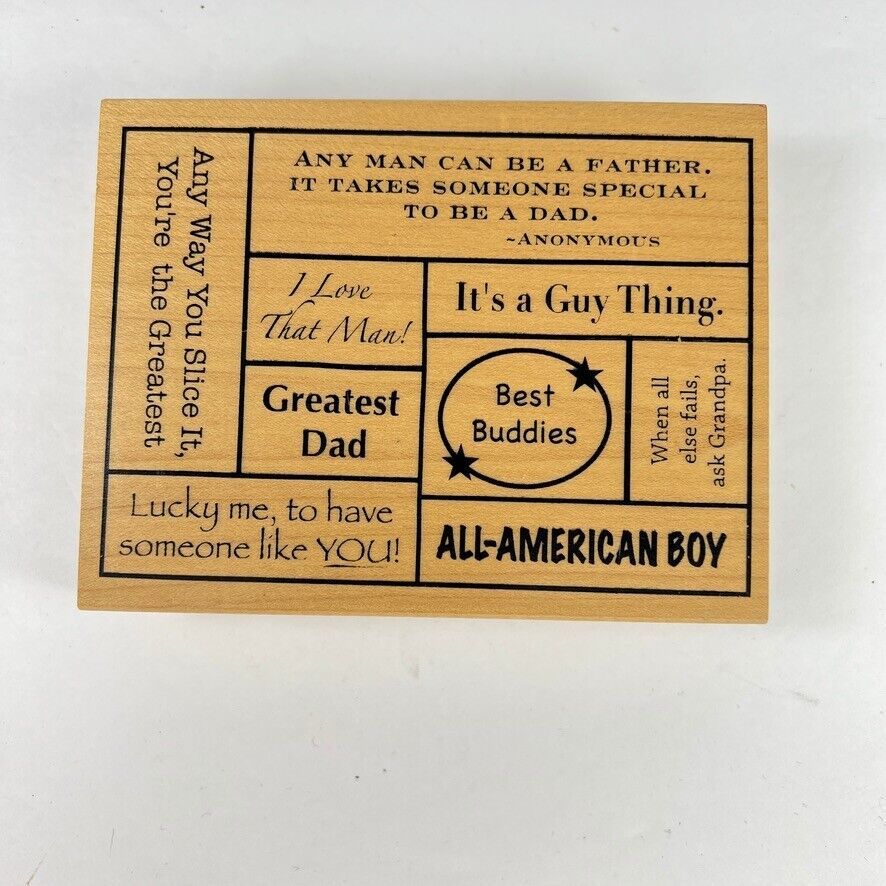 Any Way You Slice It,
You're the Greatest
ANY MAN CAN BE A FATHER.
IT TAKES SOMEONE SPECIAL
TO BE A DAD.
~ANONYMOUS
I Love
That Man!
It's a Guy Thing.
Greatest
Dad
Best
Buddies
When all
else fails,
ask Grandpa.
Lucky me, to have
someone like YOU!
ALL-AMERICAN BOY